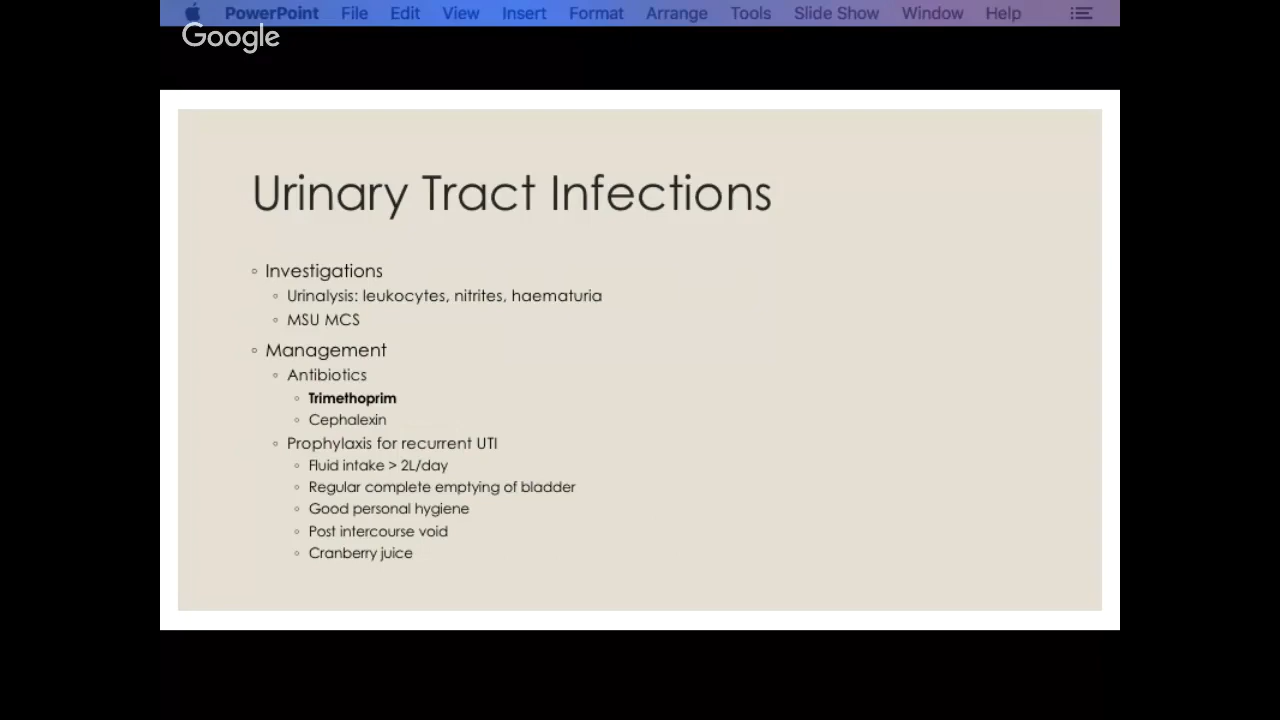 PowerPoint File Edit View Insert Format Arrange Tools Slide Show Window Help
Google
Urinary Tract Infections
◦ Investigations
◦ Urinalysis: leukocytes, nitrites, haematuria
◦ MSU MCS
◦ Management
◦ Antibiotics
◦ Trimethoprim
◦ Cephalexin
◦ Prophylaxis for recurrent UTI
◦ Fluid intake > 2L/day
◦ Regular complete emptying of bladder
◦ Good personal hygiene
◦ Post intercourse void
◦ Cranberry juice